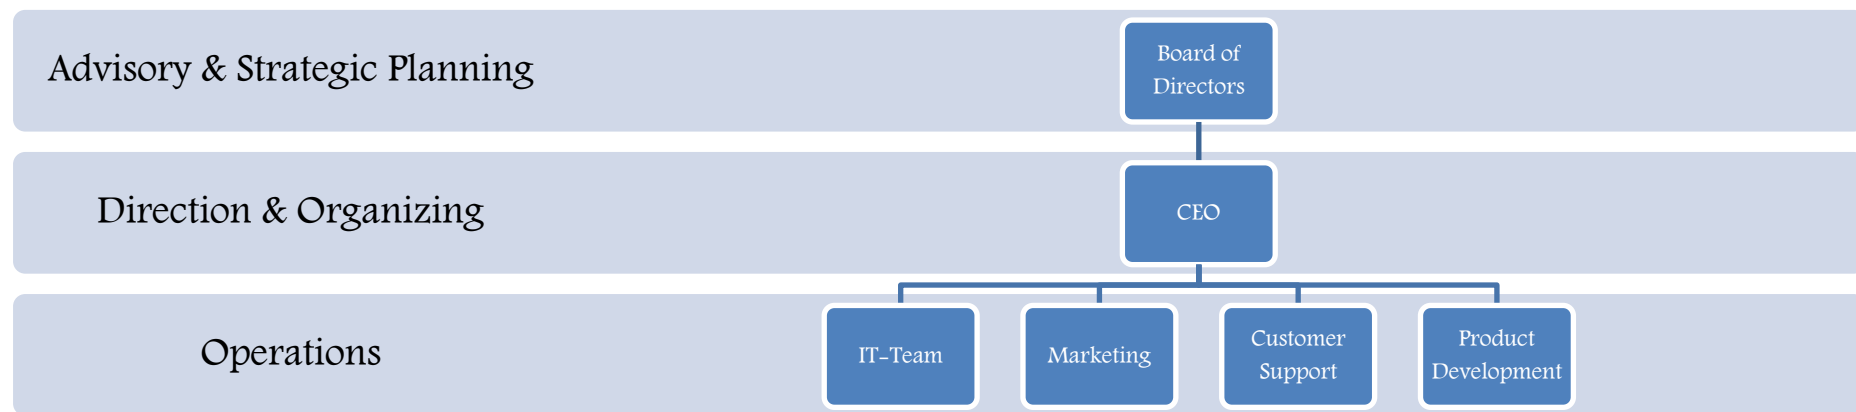 Advisory & Strategic Planning
Board of
Directors
Direction & Organizing
CEO
Operations
IT-Team
Marketing
Customer
Support
Product
Development